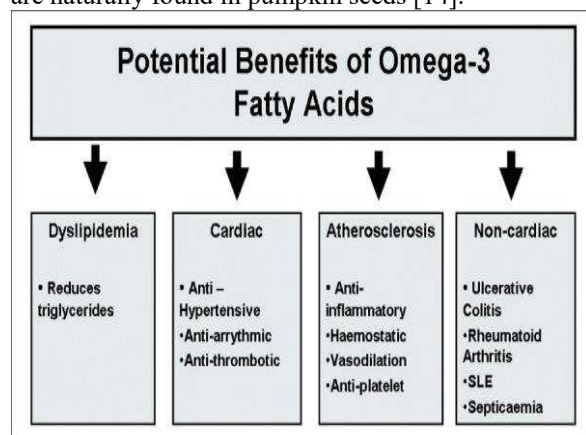 are naturally found in pumpkin seeds [14].
Potential Benefits of Omega-3
Fatty Acids
Dyslipidemia
• Reduces
triglycerides
Cardiac
• Anti –
Hypertensive
•Anti-arrythmic
•Anti-thrombotic
Atherosclerosis
• Anti-
inflammatory
•Haemostatic
•Vasodilation
•Anti-platelet
Non-cardiac
• Ulcerative
Colitis
•Rheumatoid
Arthritis
•SLE
•Septicaemia